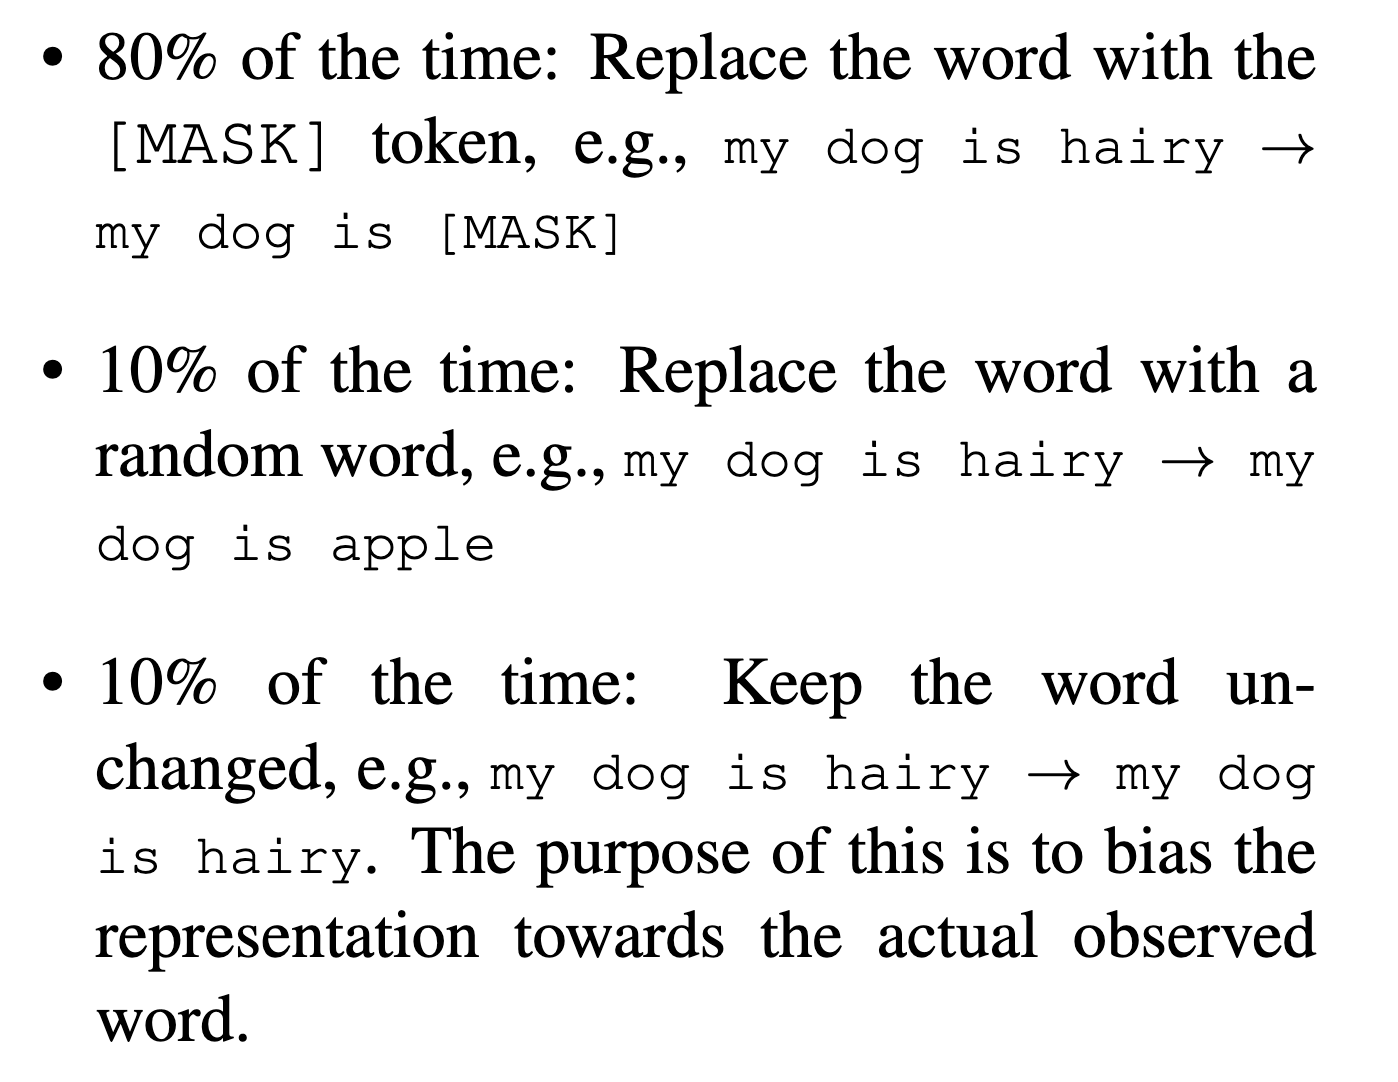 • 80% of the time: Replace the word with the
[MASK] token, e.g., my dog is hairy →
my dog is [MASK]
• 10% of the time: Replace the word with a
random word, e.g., my dog is hairy → my
dog is apple
• 10% of the time: Keep the word un-
changed, e.g., my dog is hairy → my dog
is hairy. The purpose of this is to bias the
representation towards the actual observed
word.